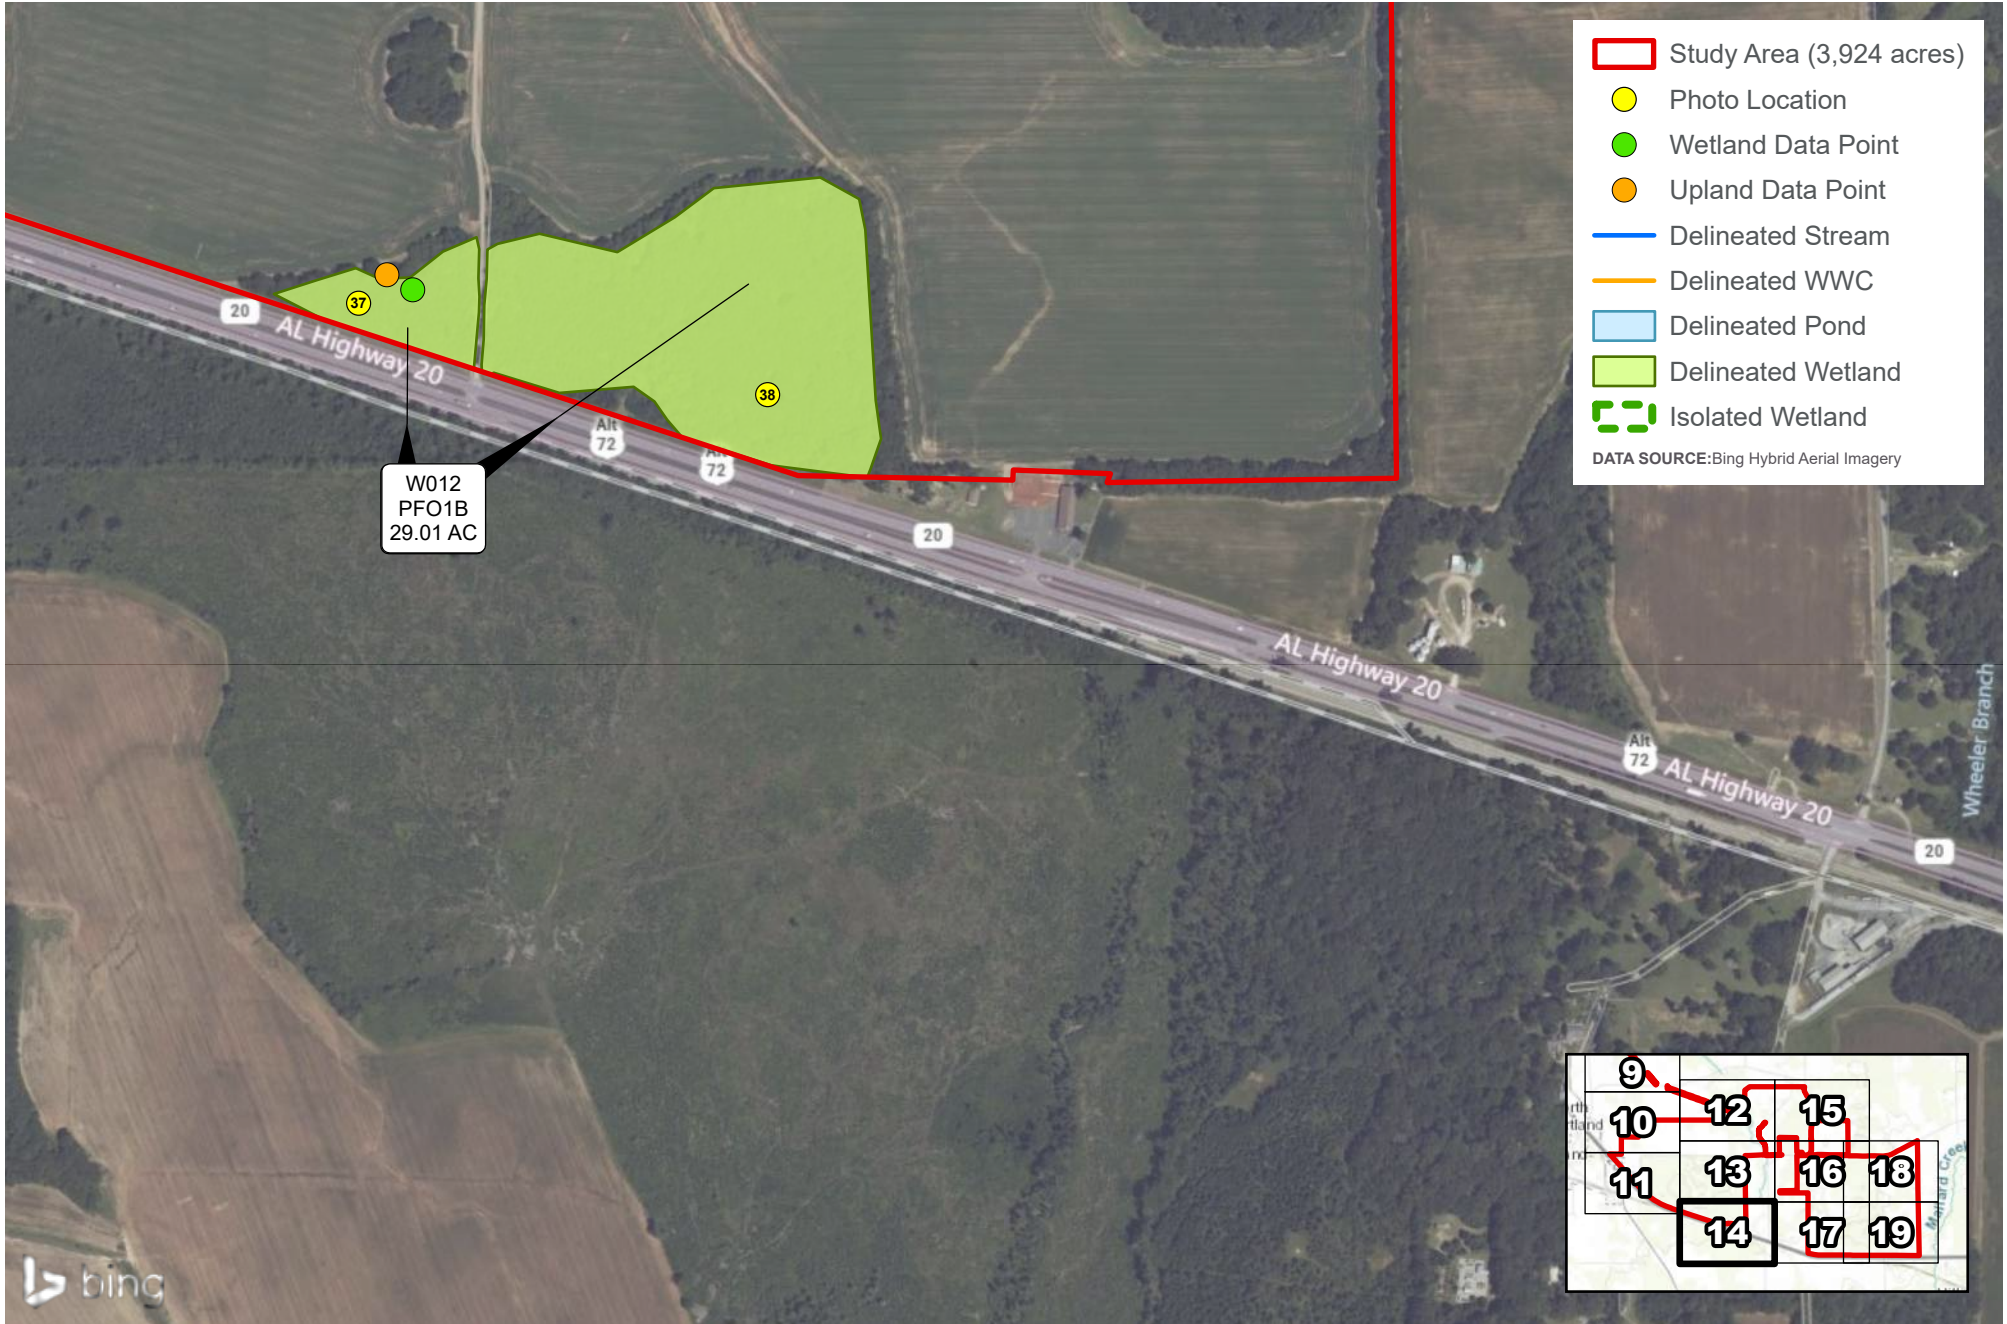 Study Area (3,924 acres)
Photo Location
Wetland Data Point
Upland Data Point
Delineated Stream
Delineated WWC
Delineated Pond
Delineated Wetland
Isolated Wetland
DATA SOURCE:Bing Hybrid Aerial Imagery
37
20
AL Highway 20
38
Alt
72
Alt
72
W012
PFO1B
29.01 AC
20
AL Highway 20
Alt
72
AL Highway 20
Wheeler Branch
20
9
12
15
10
11
13
16
18
14
17
19
Mallard Creek
bing